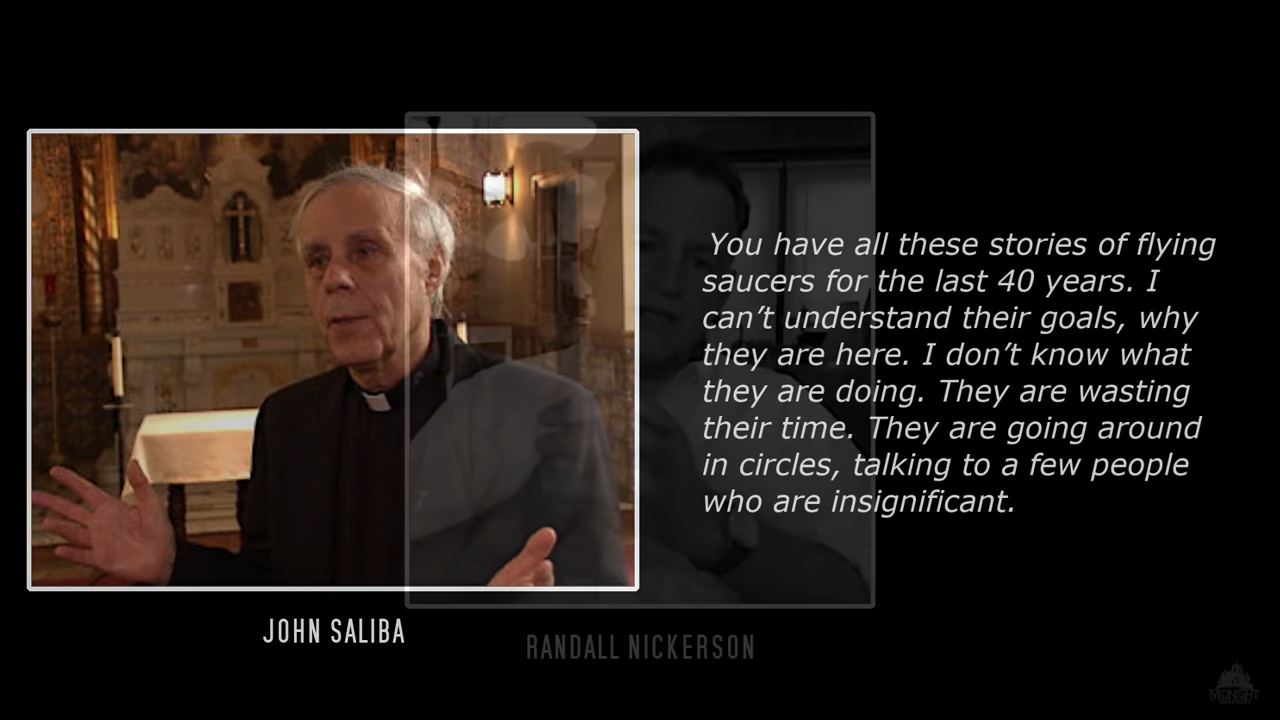 You have all these stories of flying
saucers for the last 40 years. I
can’t understand their goals, why
they are here. I don’t know what
they are doing. They are wasting
their time. They are going around
in circles, talking to a few people
who are insignificant.
JOHN SALIBA
RANDALL NICKERSON
MIDNIGHT